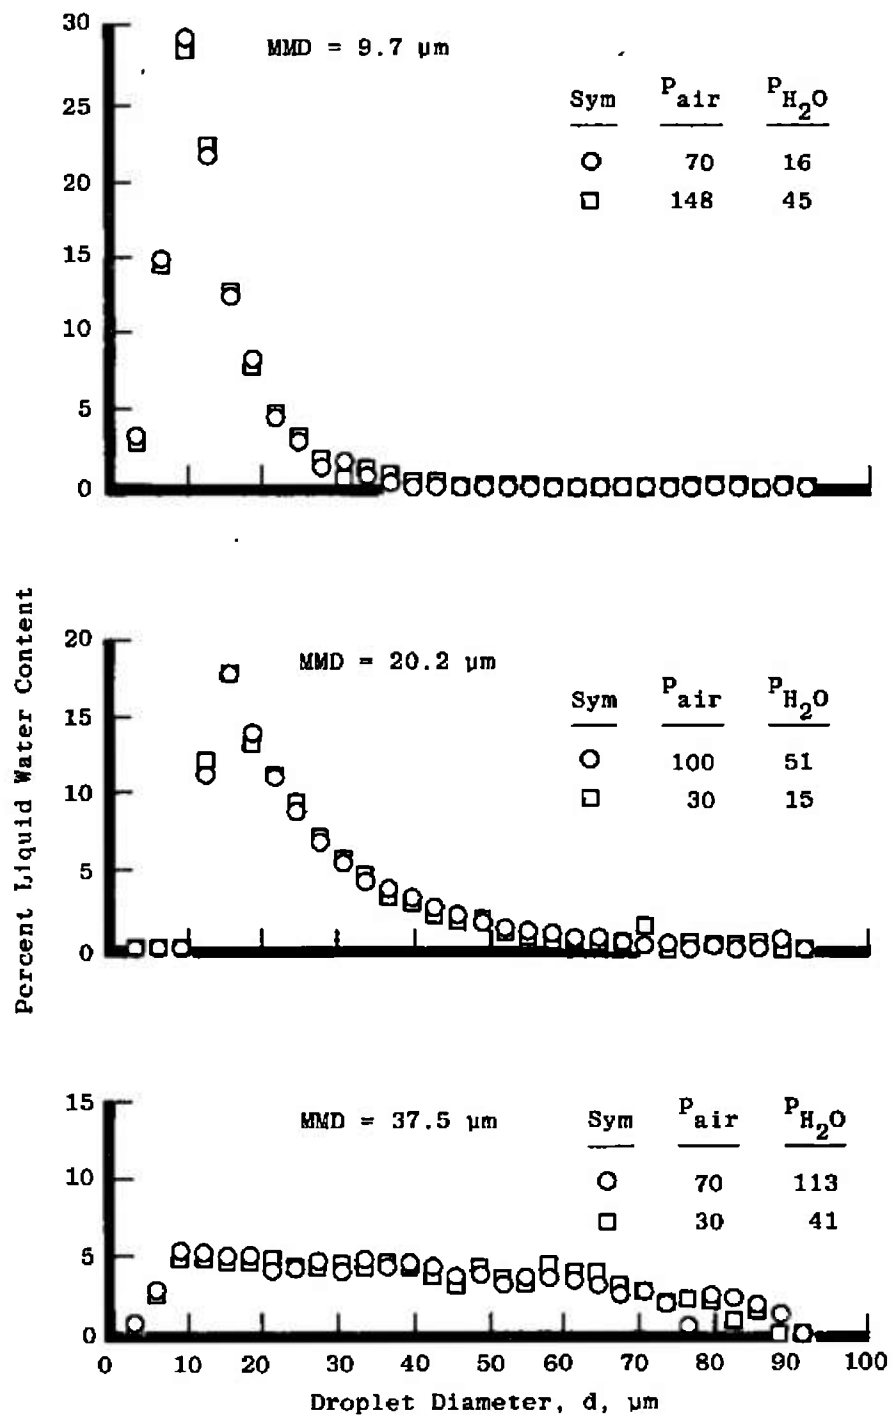 30
25
20
15
10
5
0
MMD = 9.7 µm
Sym Pair PH2O
70 16
148 45
Percent Liquid Water Content
20
15
10
5
0
MMD = 20.2 µm
Sym Pair PH2O
100 51
30 15
15
10
5
0
MMD = 37.5 µm
Sym Pair PH2O
70 113
30 41
0 10 20 30 40 50 60 70 80 90 100
Droplet Diameter, d, µm